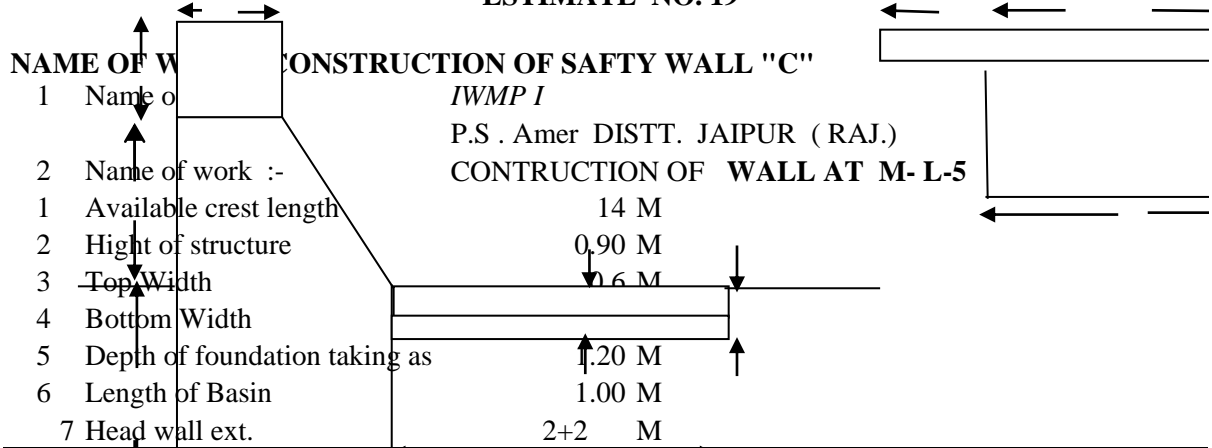 ESTIMATE NO. 19
NAME OF W CONSTRUCTION OF SAFTY WALL "C"
1 Name o IWMP I
P.S . Amer DISTT. JAIPUR ( RAJ.)
2 Name of work :- CONTRUCTION OF WALL AT M- L-5
1 Available crest length 14 M
2 Hight of structure 0.90 M
3 Top Width 0.6 M
4 Bottom Width
5 Depth of foundation taking as 1.20 M
6 Length of Basin 1.00 M
7 Head wall ext. 2+2 M